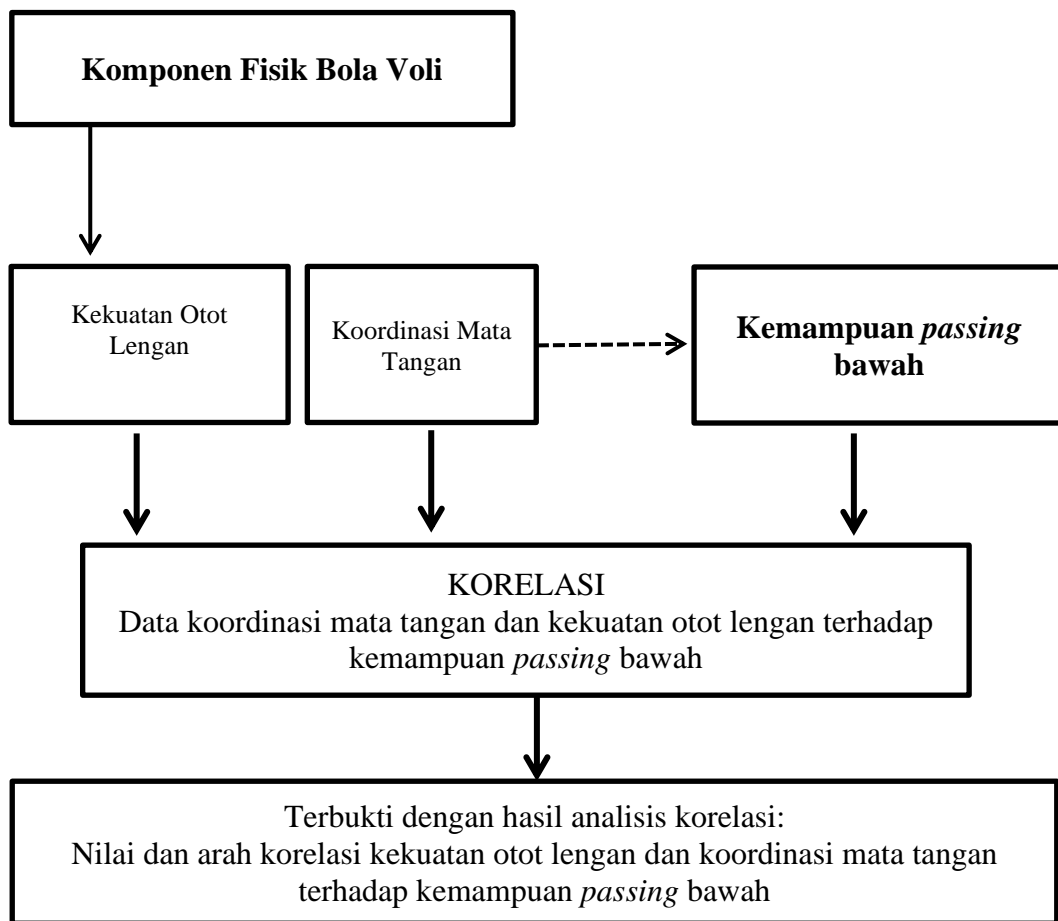 Komponen Fisik Bola Voli
Kekuatan Otot
Lengan
Koordinasi Mata
Tangan
Kemampuan passing
bawah
KORELASI
Data koordinasi mata tangan dan kekuatan otot lengan terhadap
kemampuan passing bawah
Terbukti dengan hasil analisis korelasi:
Nilai dan arah korelasi kekuatan otot lengan dan koordinasi mata tangan
terhadap kemampuan passing bawah